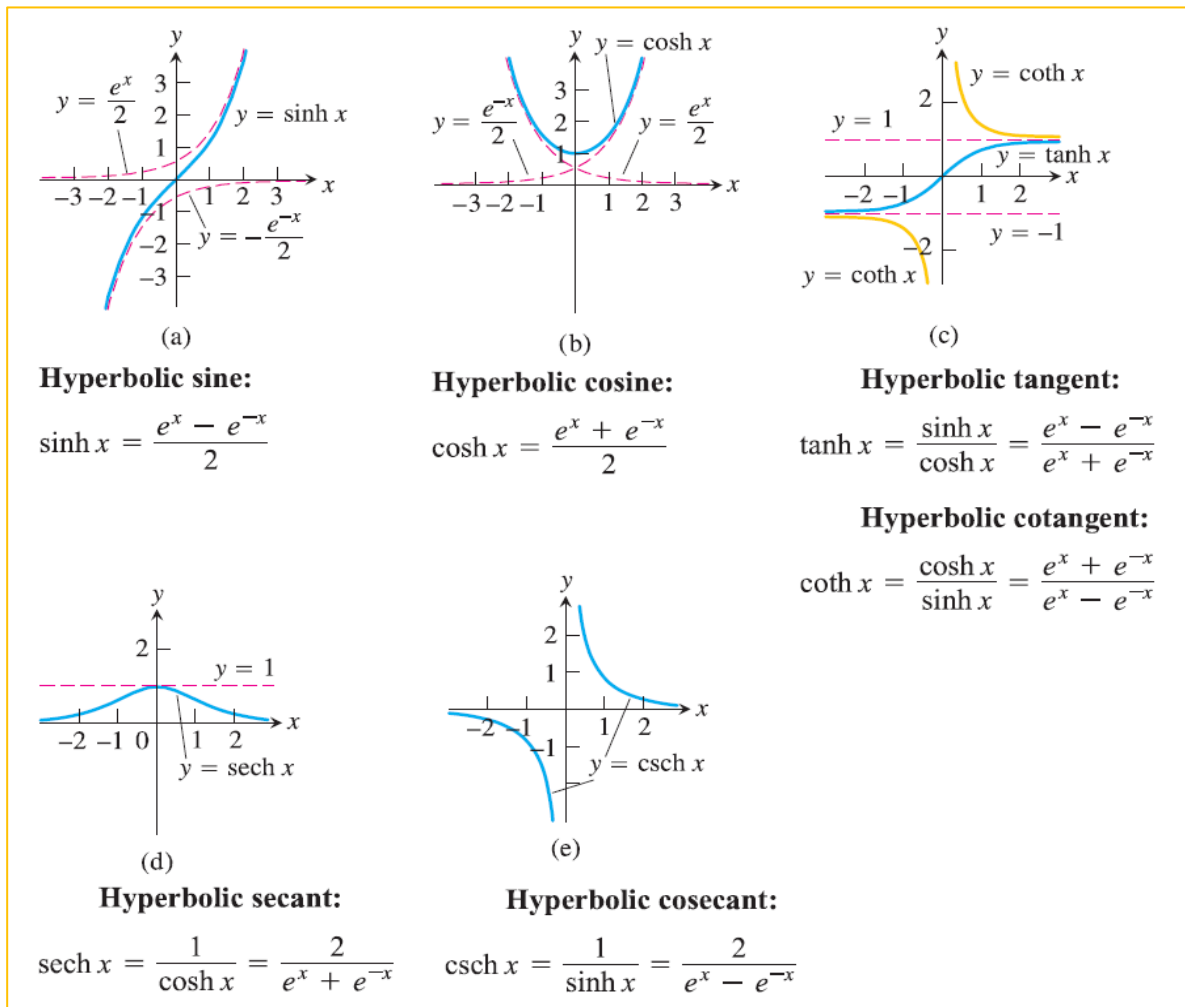 y
y = e^x/2
3
2
1
y = sinh x
−3 −2 −1
1 2 3
x
−1
−2
−3
y = −e^−x/2
(a)
Hyperbolic sine:
sinh x = (e^x − e^−x)/2
y
y = cosh x
3
2
1
y = e^−x/2
y = e^x/2
−3 −2 −1
1 2 3
x
(b)
Hyperbolic cosine:
cosh x = (e^x + e^−x)/2
y
y = coth x
2
y = 1
y = tanh x
x
−2 −1
1 2
y = −1
−2
y = coth x
(c)
Hyperbolic tangent:
tanh x = sinh x/cosh x = (e^x − e^−x)/(e^x + e^−x)
Hyperbolic cotangent:
coth x = cosh x/sinh x = (e^x + e^−x)/(e^x − e^−x)
y
2
y = 1
x
−2 −1 0
1 2
y = sech x
(d)
Hyperbolic secant:
sech x = 1/cosh x = 2/(e^x + e^−x)
y
2
1
x
−2 −1
1 2
−1
y = csch x
(e)
Hyperbolic cosecant:
csch x = 1/sinh x = 2/(e^x − e^−x)